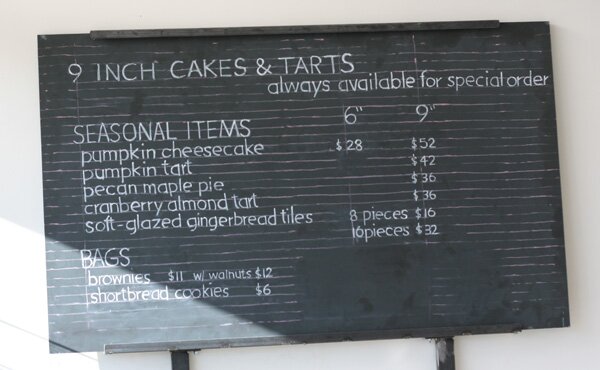 9 INCH CAKES & TARTS
always available for special order
6" 9"
SEASONAL ITEMS
pumpkin cheesecake $28 $52
pumpkin tart $42
pecan maple pie $36
cranberry almond tart $36
soft-glazed gingerbread tiles 8 pieces $16
16pieces $32
BAGS
brownies $11 w/ walnuts $12
shortbread cookies $6